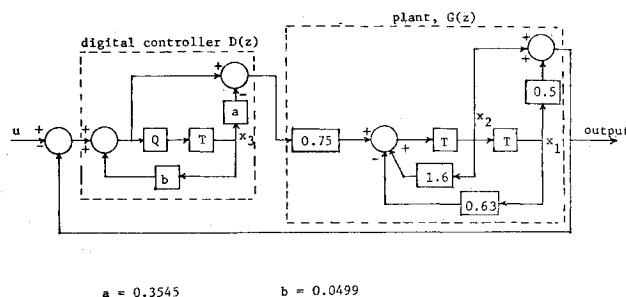 plant, G(z)
digital controller D(z)
+
+
+
-
0.5
a
u
+
-
+
+
Q
T
x3
0.75
+
-
+
T
x2
T
x1
output
b
1.6
0.63
a = 0.3545 b = 0.0499